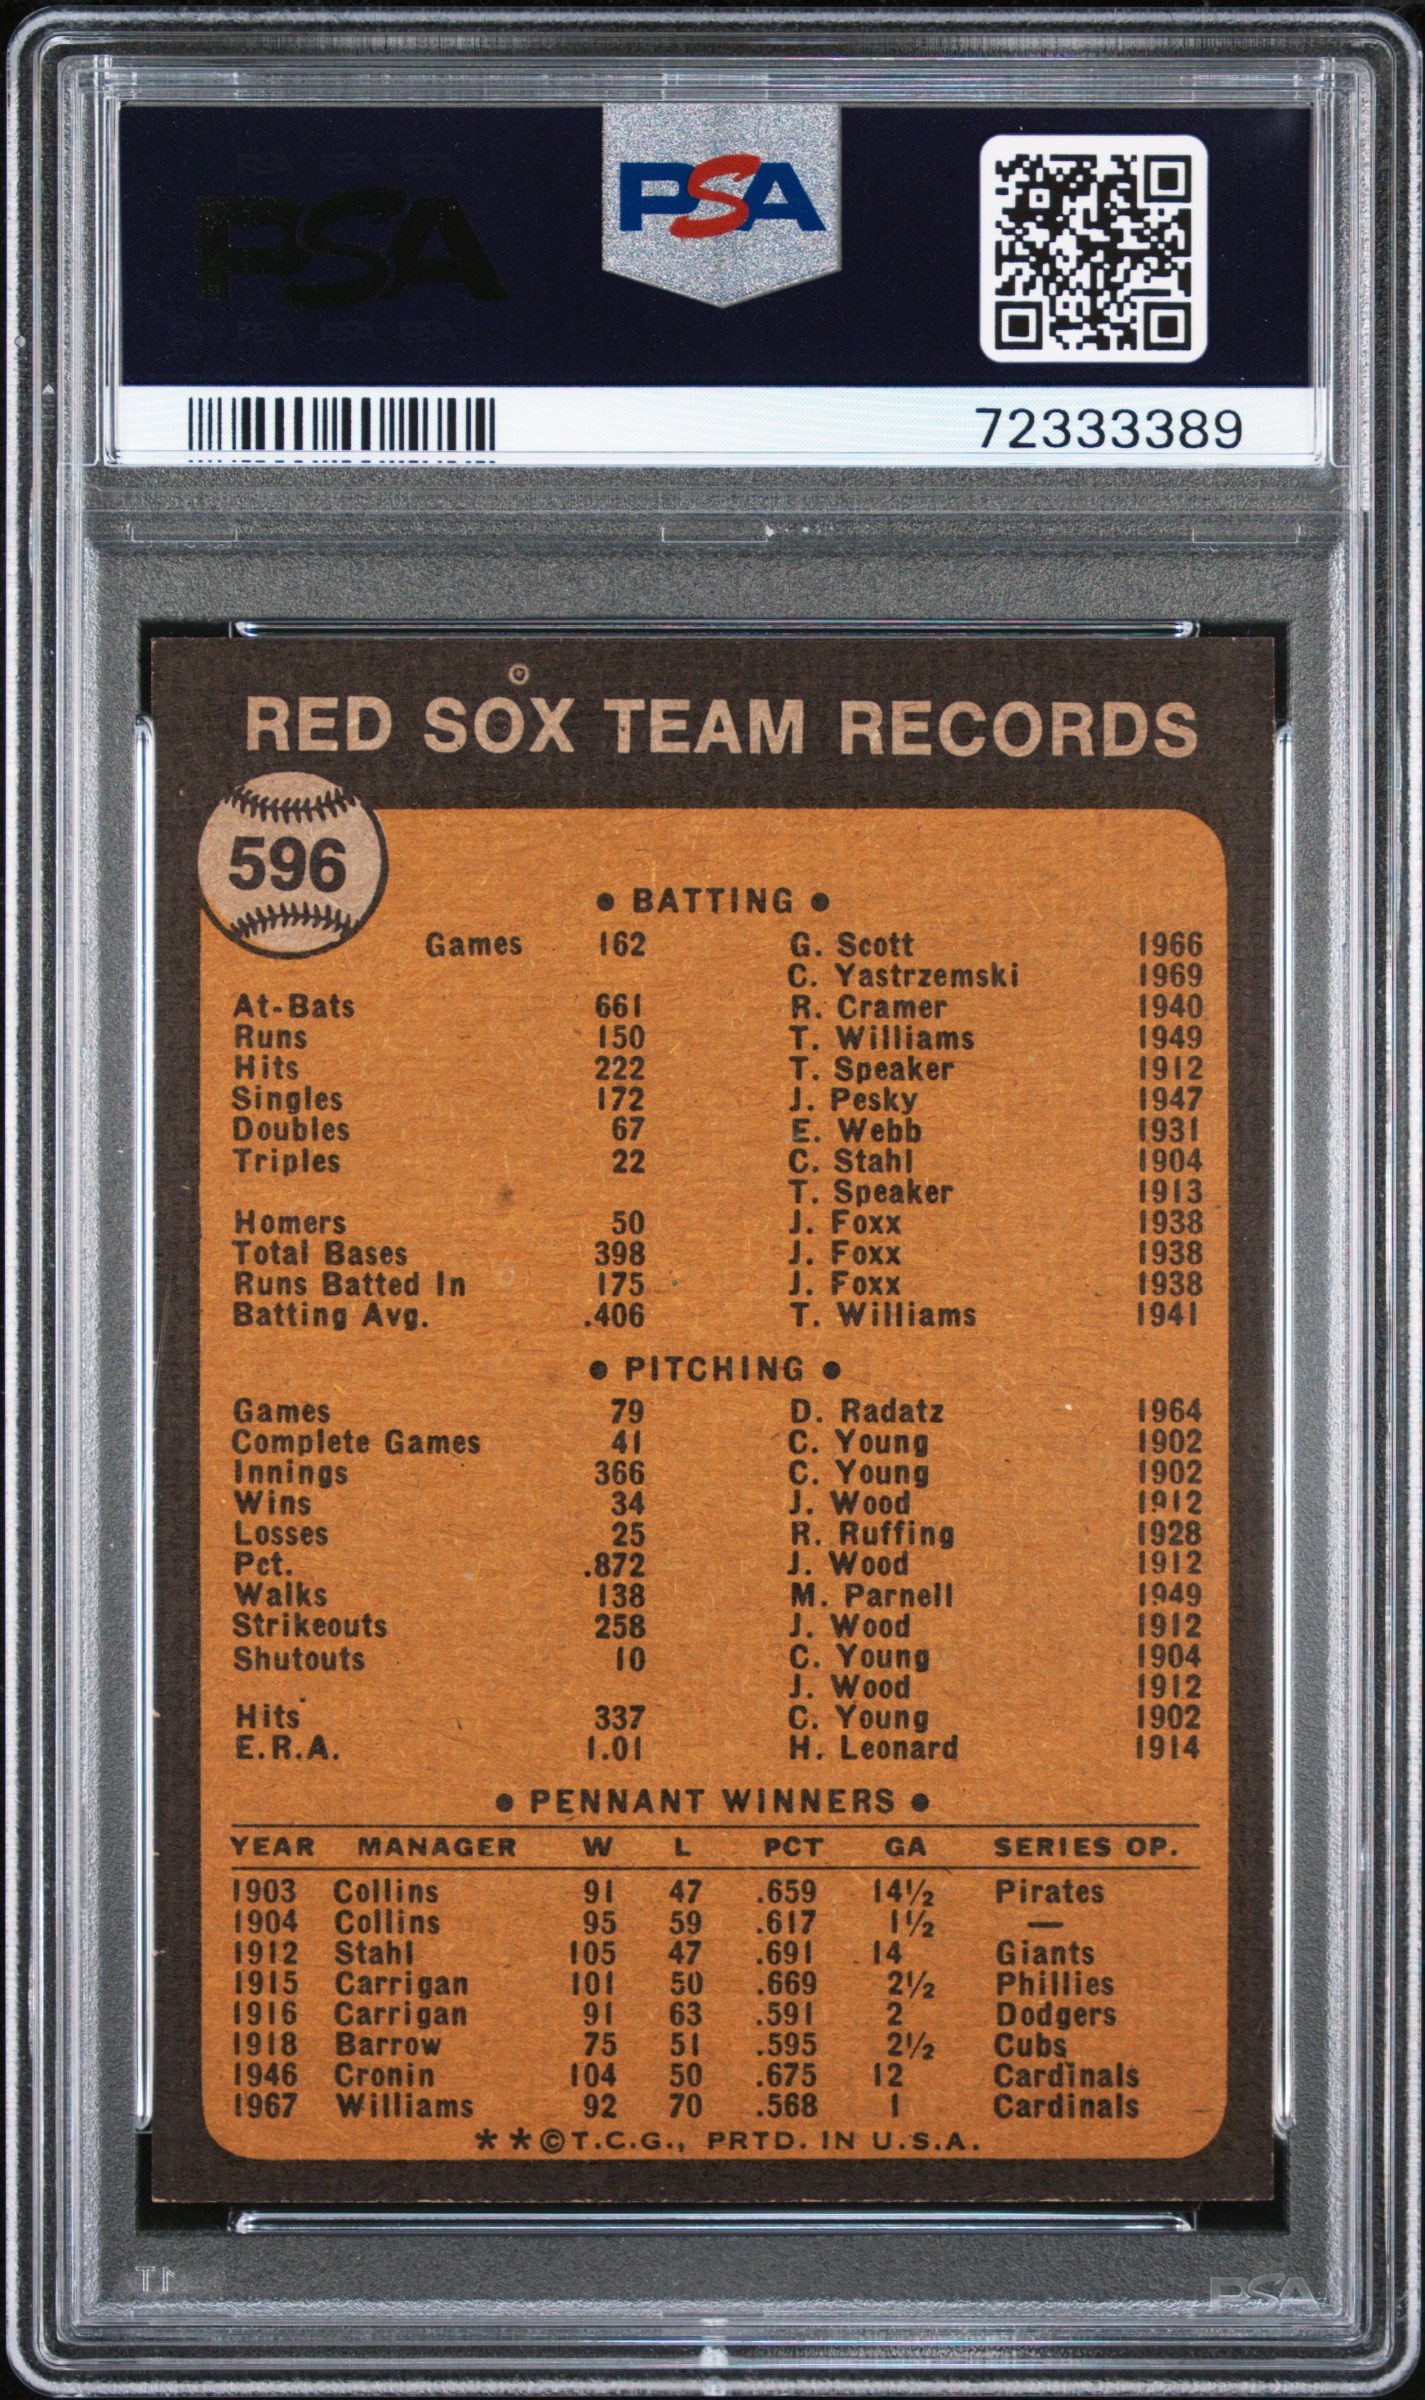 PSA
PSA
72333389
RED SOX TEAM RECORDS
596
• BATTING •
Games 162 G. Scott 1966
C. Yastrzemski 1969
At-Bats 661 R. Cramer 1940
Runs 150 T. Williams 1949
Hits 222 T. Speaker 1912
Singles 172 J. Pesky 1947
Doubles 67 E. Webb 1931
Triples 22 C. Stahl 1904
T. Speaker 1913
Homers 50 J. Foxx 1938
Total Bases 398 J. Foxx 1938
Runs Batted In 175 J. Foxx 1938
Batting Avg. .406 T. Williams 1941
• PITCHING •
Games 79 D. Radatz 1964
Complete Games 41 C. Young 1902
Innings 366 C. Young 1902
Wins 34 J. Wood 1912
Losses 25 R. Ruffing 1928
Pct. .872 J. Wood 1912
Walks 138 M. Parnell 1949
Strikeouts 258 J. Wood 1912
Shutouts 10 C. Young 1904
J. Wood 1912
Hits 337 C. Young 1902
E.R.A. 1.01 H. Leonard 1914
• PENNANT WINNERS •
YEAR MANAGER W L PCT GA SERIES OP.
1903 Collins 91 47 .659 14½ Pirates
1904 Collins 95 59 .617 1½ —
1912 Stahl 105 47 .691 14 Giants
1915 Carrigan 101 50 .669 2½ Phillies
1916 Carrigan 91 63 .591 2 Dodgers
1918 Barrow 75 51 .595 2½ Cubs
1946 Cronin 104 50 .675 12 Cardinals
1967 Williams 92 70 .568 1 Cardinals
**©T.C.G., PRTD. IN U.S.A.
PSA